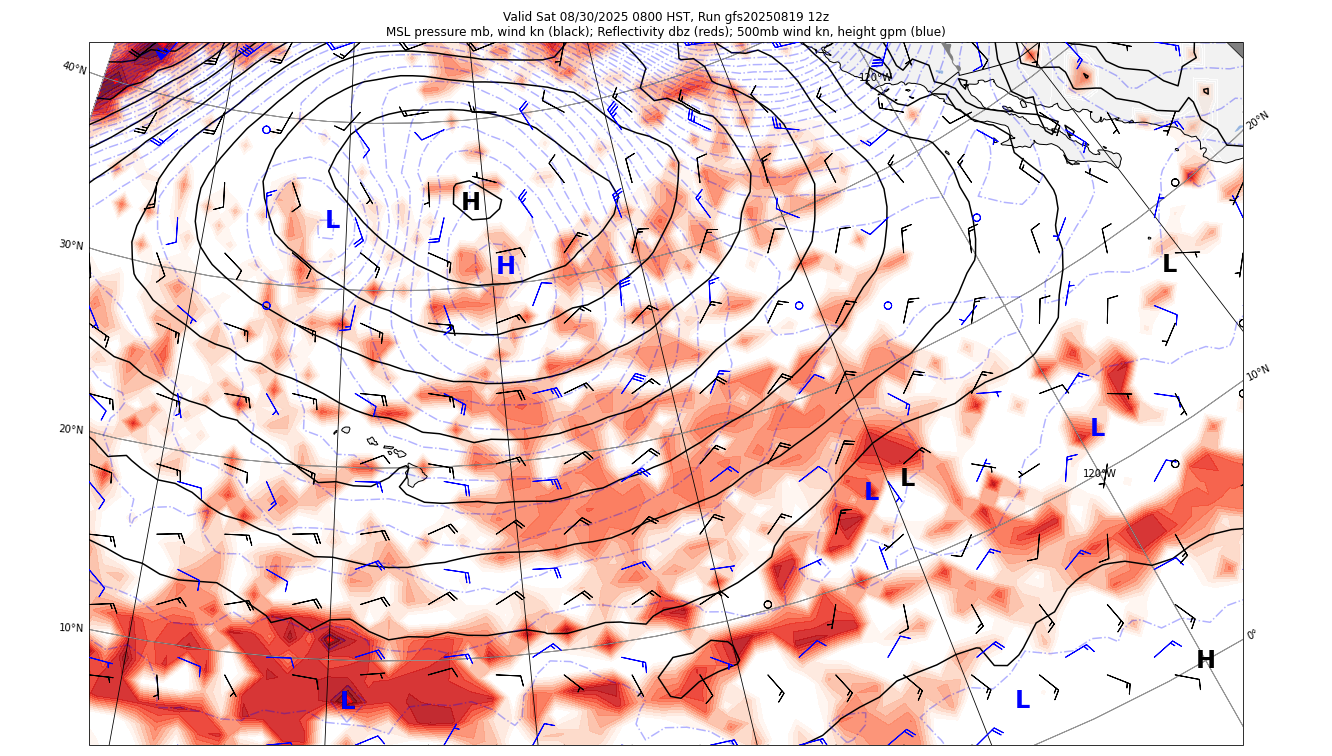 Valid Sat 08/30/2025 0800 HST, Run gfs20250819 12z
MSL pressure mb, wind kn (black); Reflectivity dbz (reds); 500mb wind kn, height gpm (blue)
40°N
120°W
20°N
H
L
30°N
H
L
10°N
20°N
L
120°W
L
L
10°N
0°
H
L
L